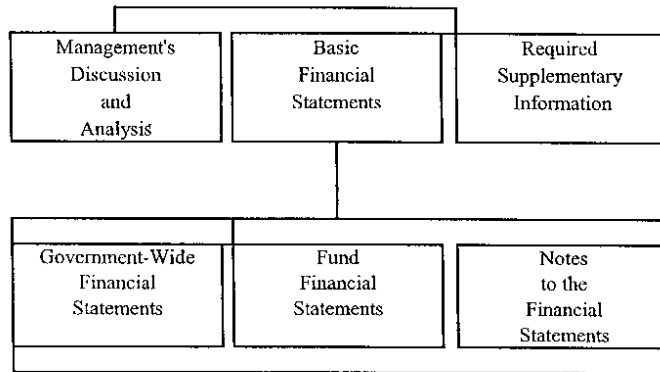 Management's
Discussion
and
Analysis
Basic
Financial
Statements
Required
Supplementary
Information
Government-Wide
Financial
Statements
Fund
Financial
Statements
Notes
to the
Financial
Statements